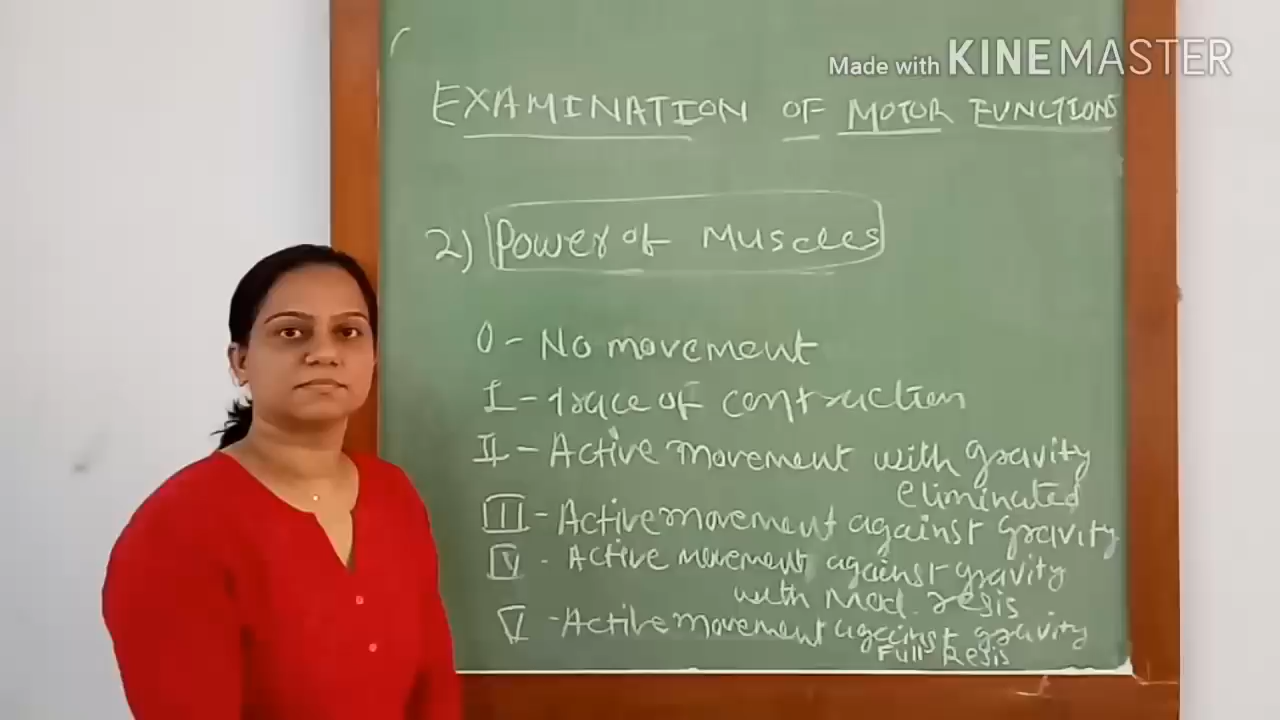 Made with KINEMASTER
EXAMINATION OF MOTOR FUNCTIONS
2) Power of Muscles
0 - No movement
I - trace of contraction
II - Active movement with gravity
eliminated
III - Active movement against gravity
IV - Active movement against gravity
with Mod. resis
V - Active movement against gravity
Full Resis